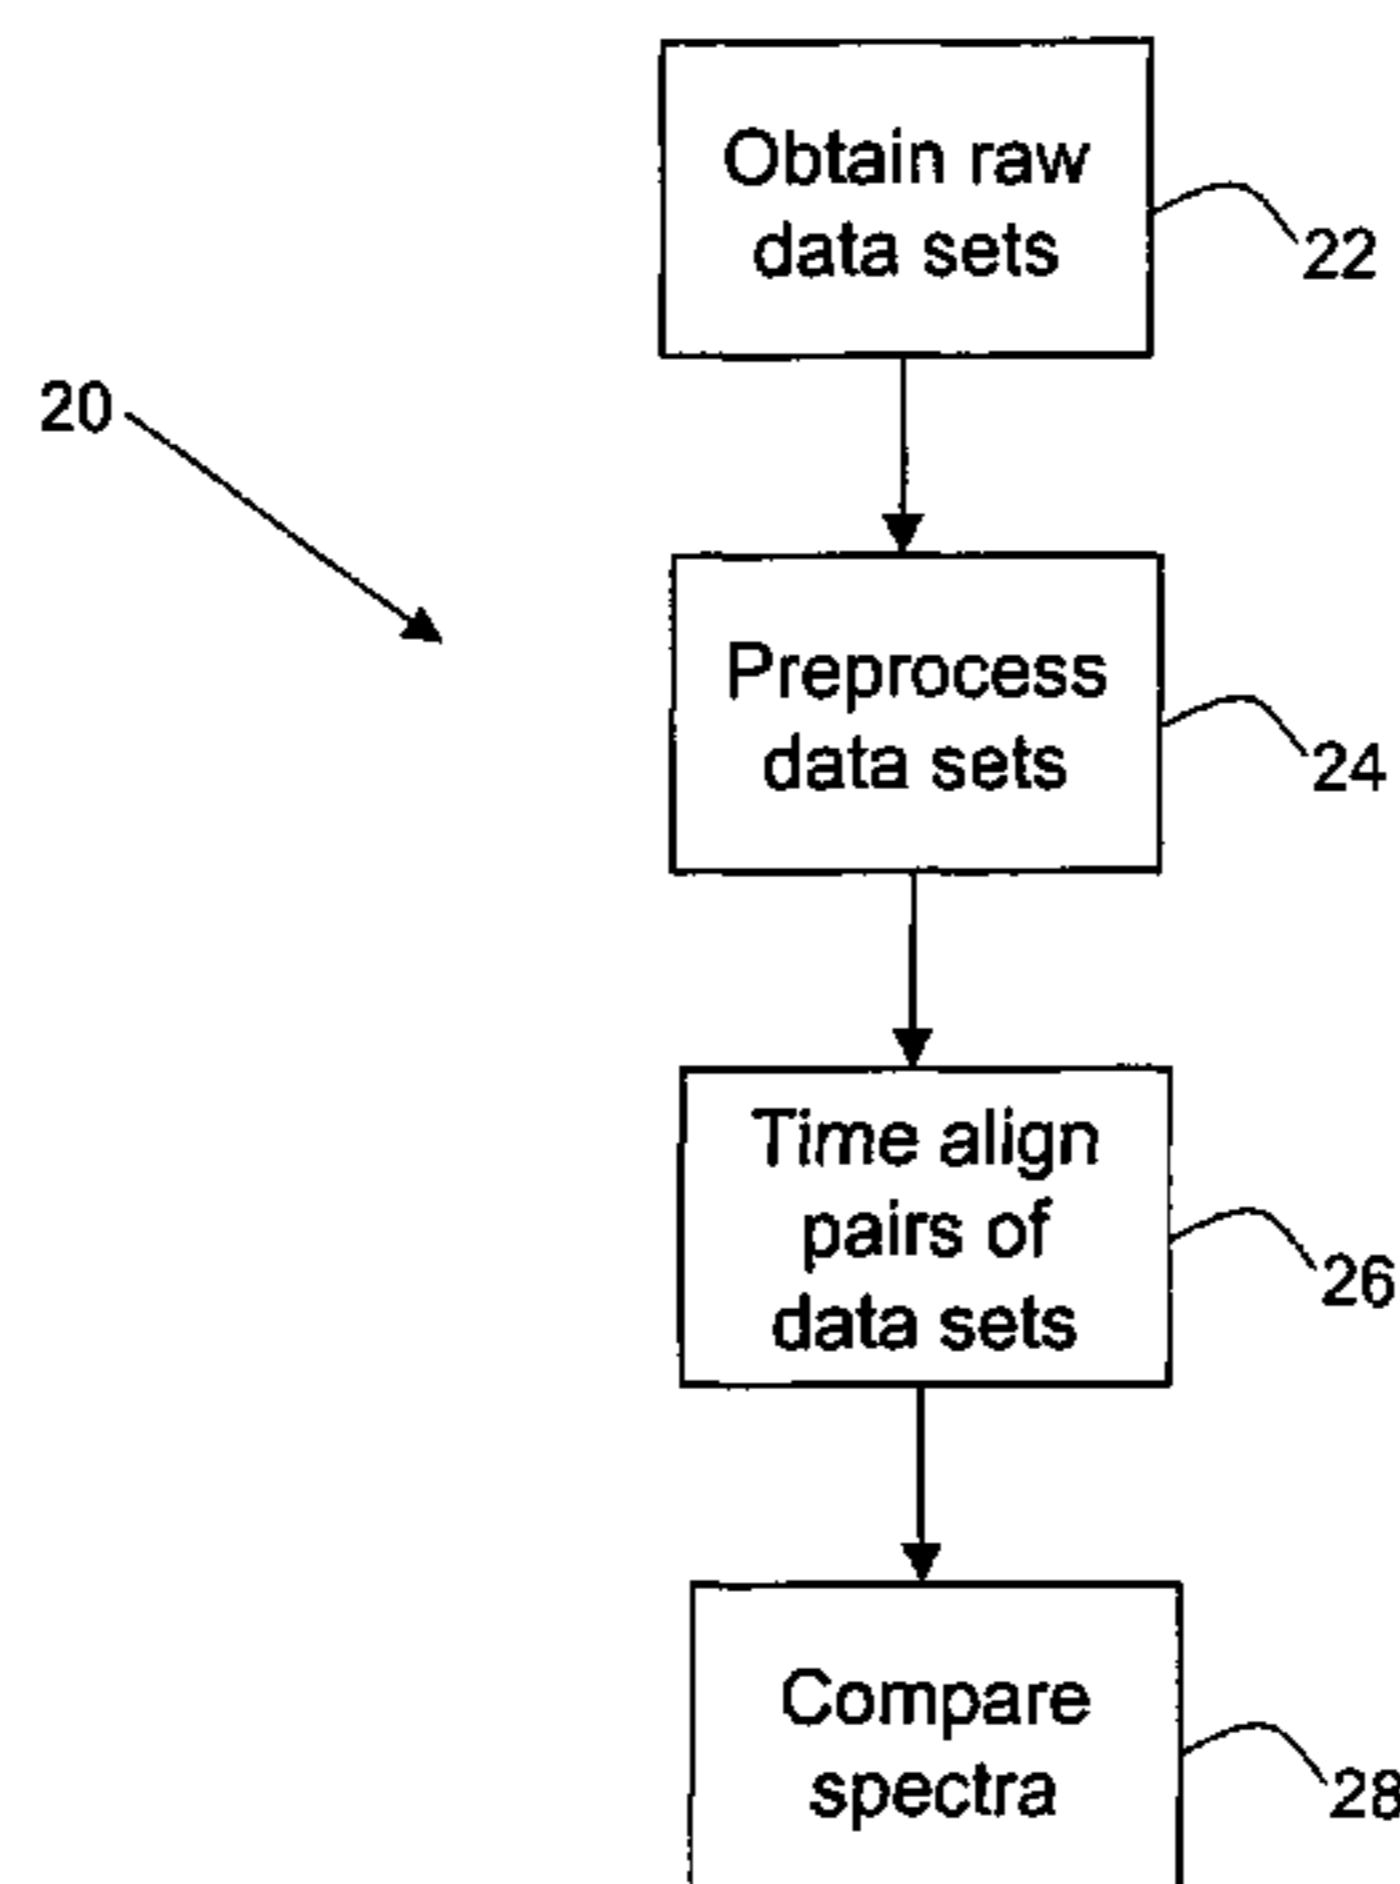 Obtain raw
data sets
22
20
Preprocess
data sets
24
Time align
pairs of
data sets
26
Compare
spectra
28